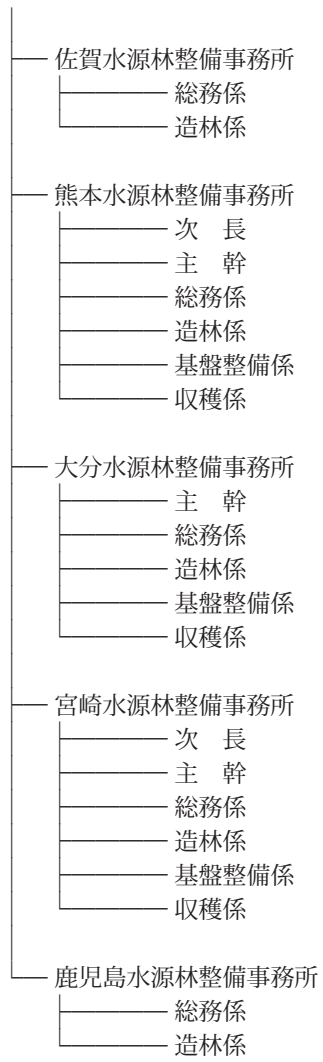 佐賀水源林整備事務所
総務係
造林係
熊本水源林整備事務所
次　長
主　幹
総務係
造林係
基盤整備係
収穫係
大分水源林整備事務所
主　幹
総務係
造林係
基盤整備係
収穫係
宮崎水源林整備事務所
次　長
主　幹
総務係
造林係
基盤整備係
収穫係
鹿児島水源林整備事務所
総務係
造林係